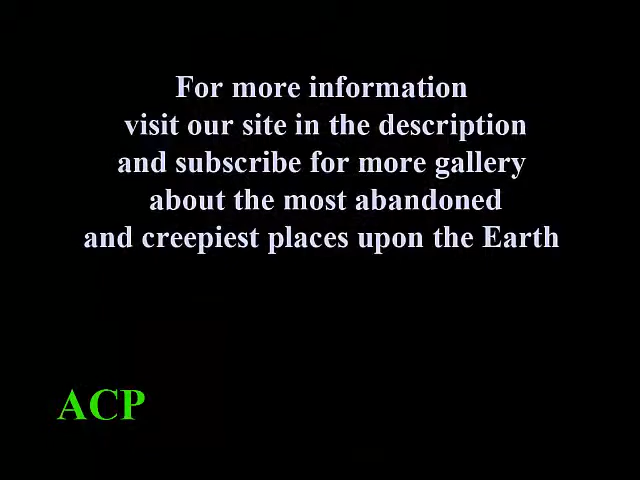 For more information
visit our site in the description
and subscribe for more gallery
about the most abandoned
and creepiest places upon the Earth
ACP